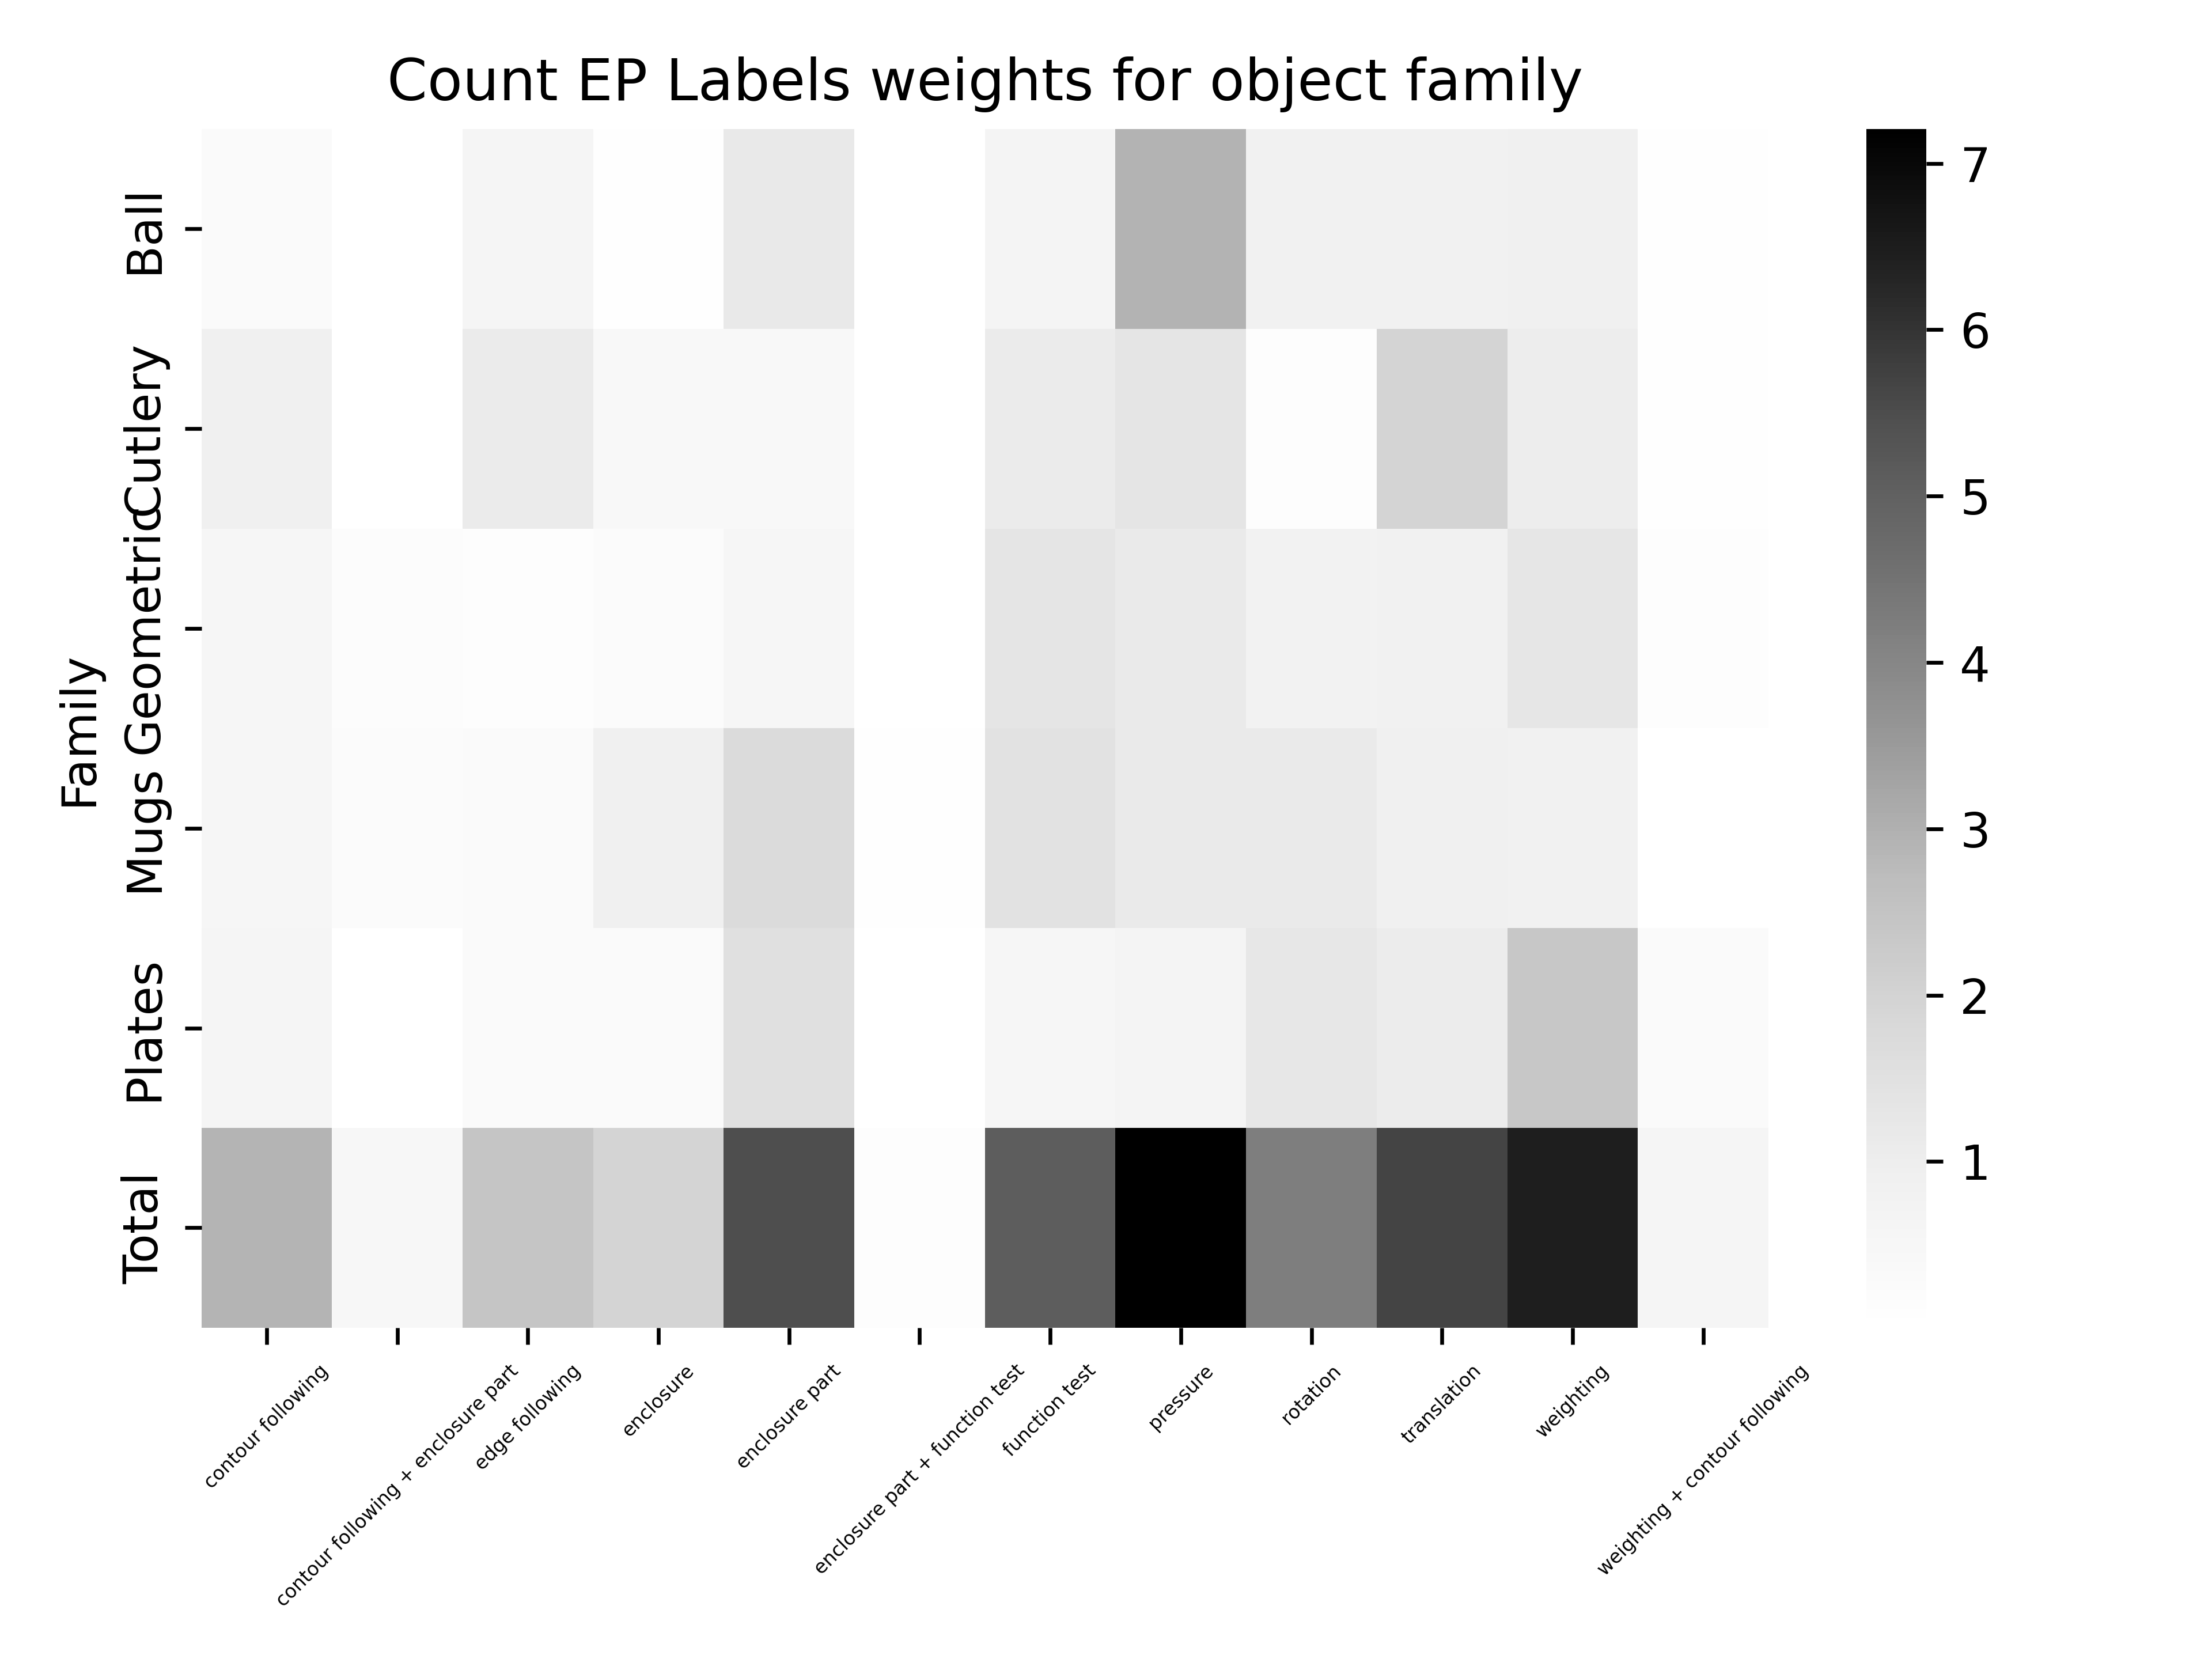 Count EP Labels weights for object family
Family
Ball
Cutlery
Geometric
Mugs
Plates
Total
contour following
contour following + enclosure part
edge following
enclosure
enclosure part
enclosure part + function test
function test
pressure
rotation
translation
weighting
weighting + contour following
7
6
5
4
3
2
1